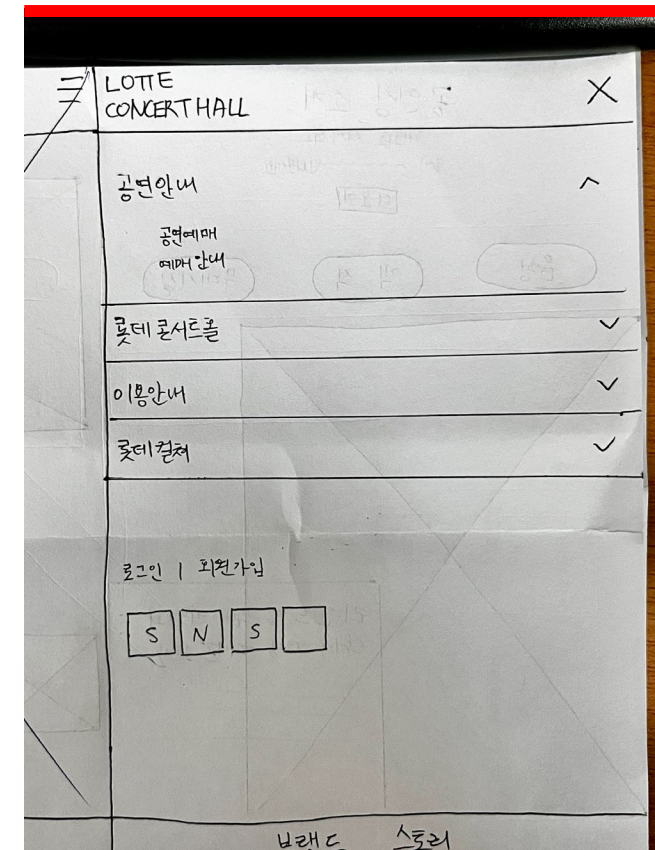 LOTTE
CONCERT HALL
공연안내
공연예매
예매 안내
롯데 콘서트홀
이용안내
롯데 컬쳐
로그인 | 회원가입
S N S
브랜드 스토리